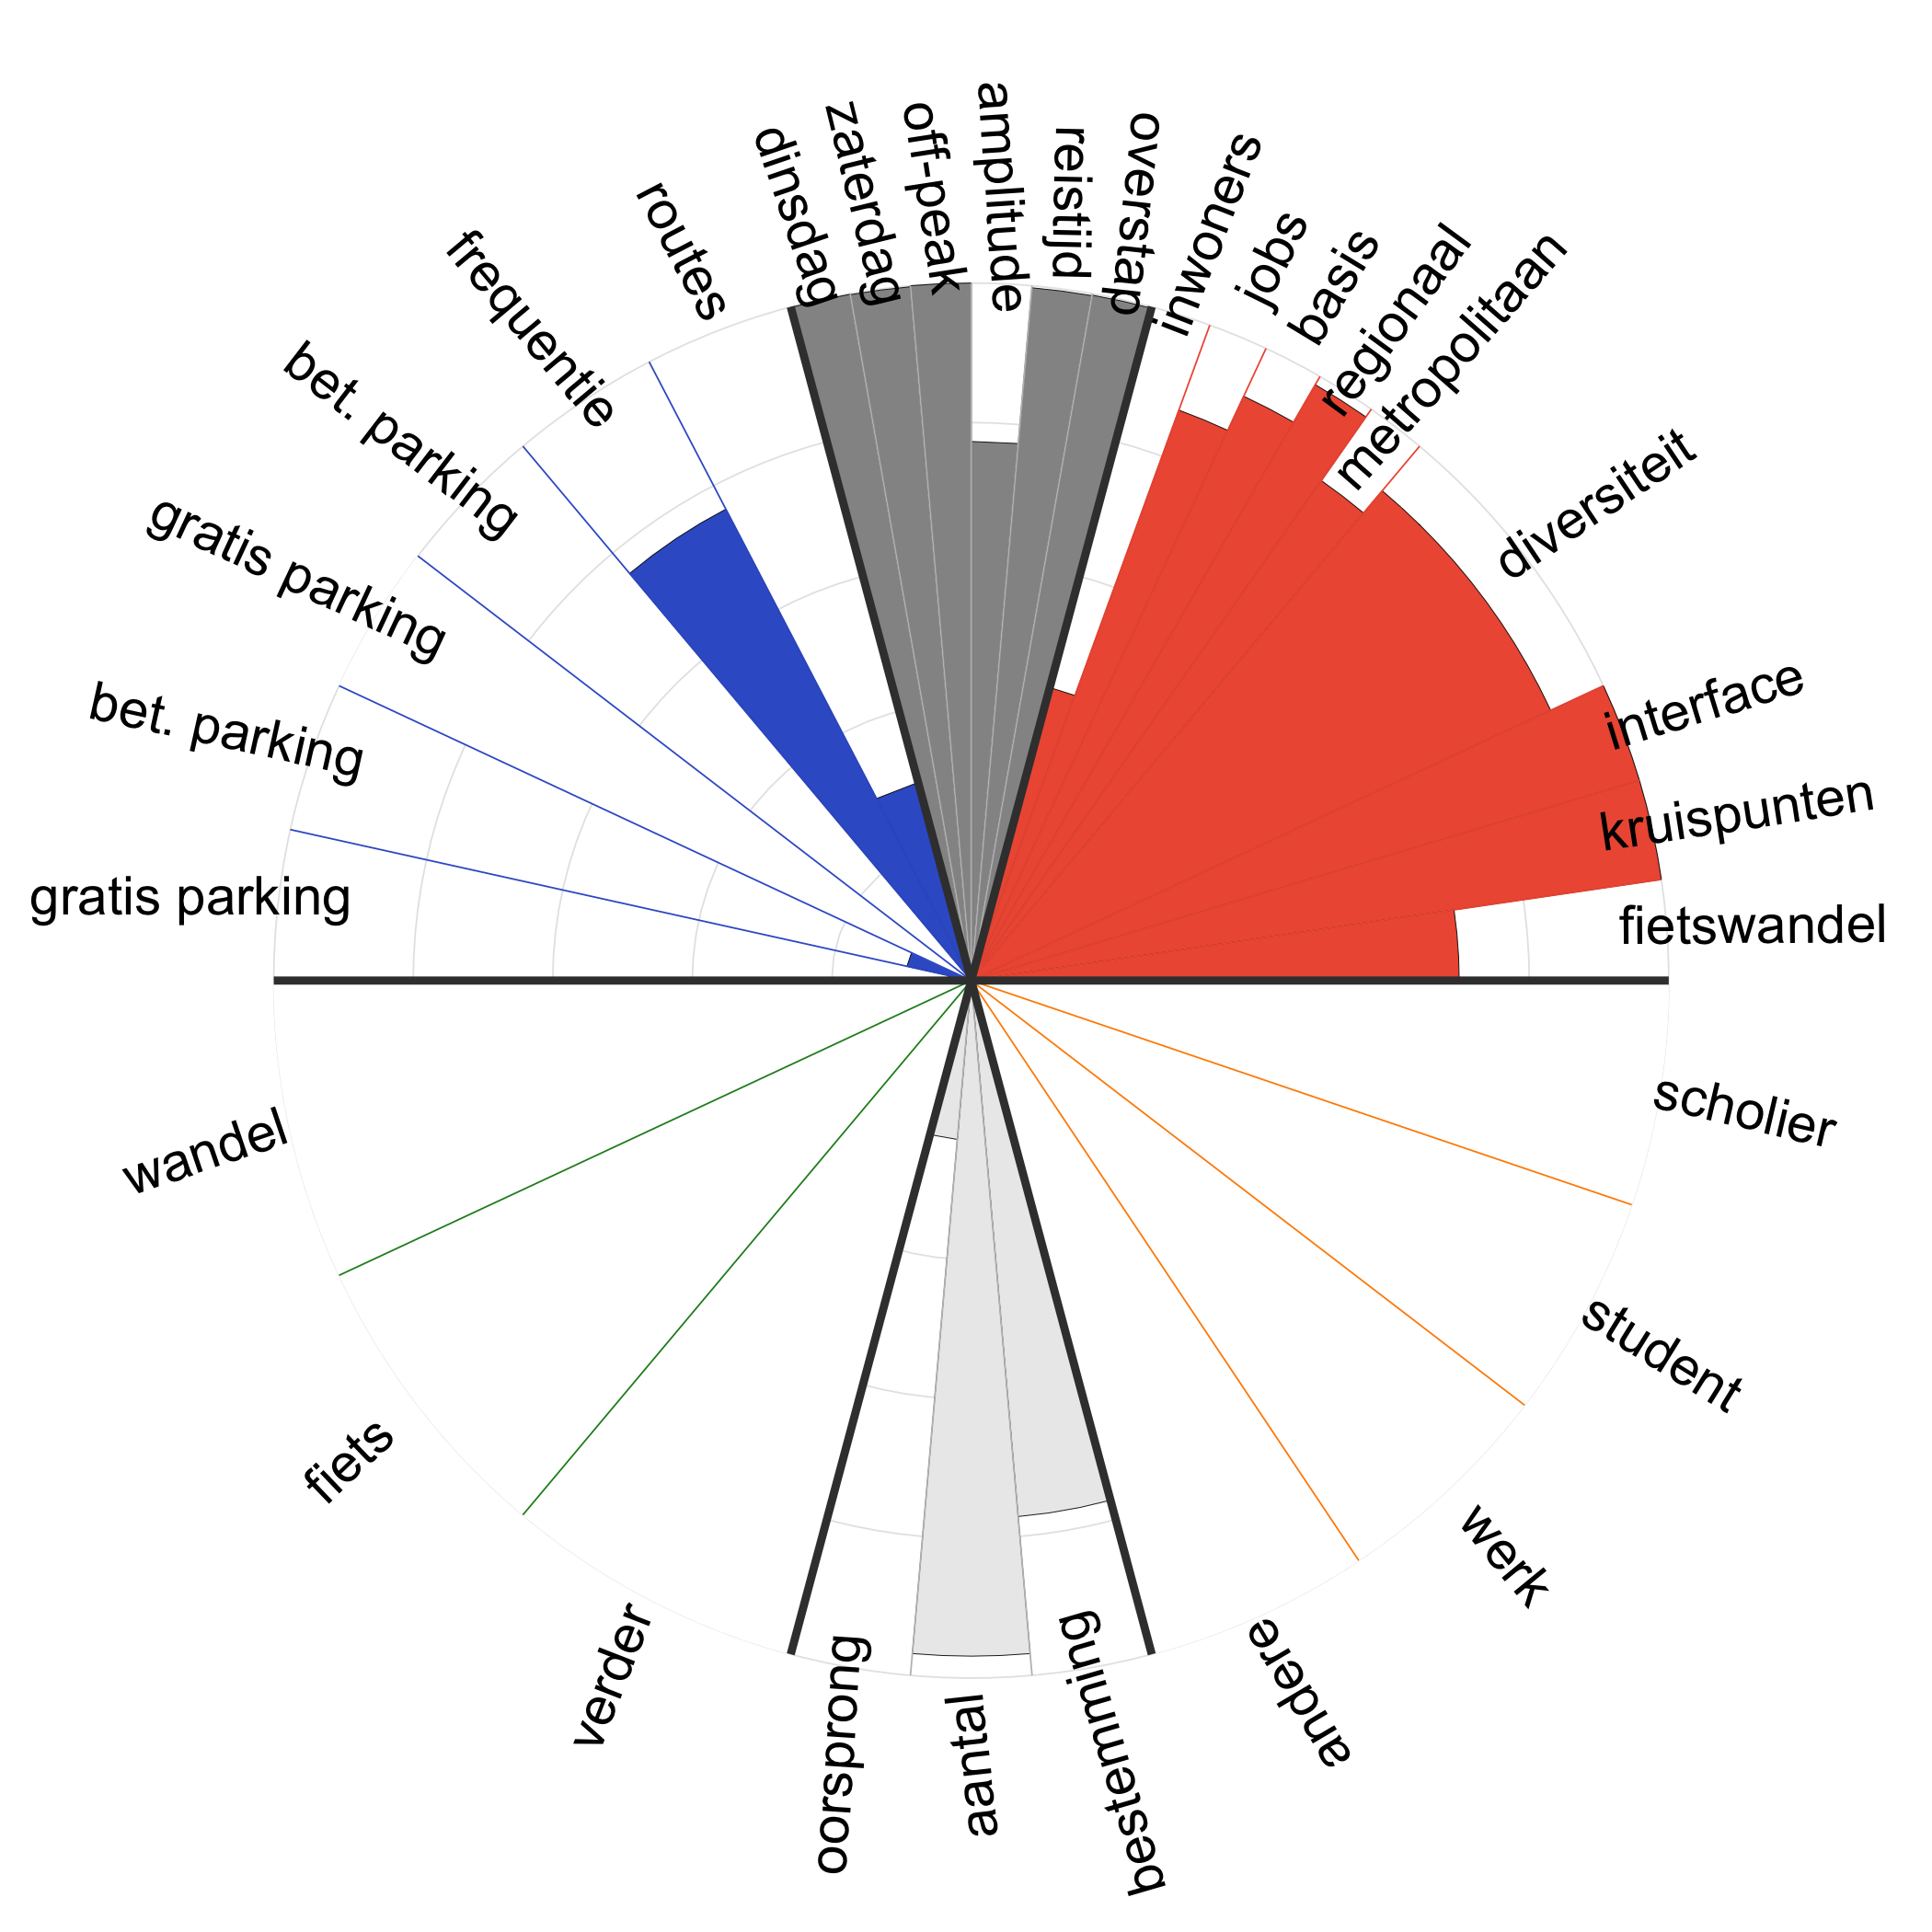 dinsdag
zaterdag
off-peak
amplitude
reistijd
overstap
inwoners
jobs
basis
regionaal
metropolitaan
diversiteit
interface
kruispunten
fietswandel
scholier
student
werk
andere
bestemming
aantal
oorsprong
verder
fiets
wandel
gratis parking
bet. parking
gratis parking
bet. parking
frequentie
routes